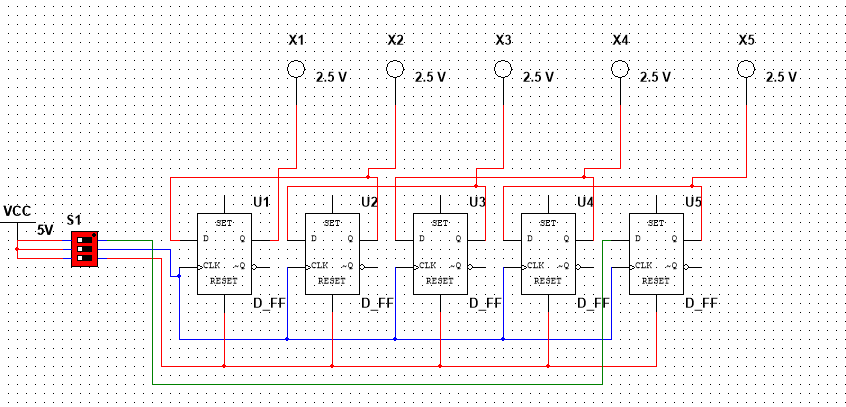 X1 X2 X3 X4 X5
2.5 V 2.5 V 2.5 V 2.5 V 2.5 V
U1 U2 U3 U4 U5
VCC
5V
S1
SET SET SET SET SET
D Q D Q D Q D Q D Q
CLK ~Q CLK ~Q CLK ~Q CLK ~Q CLK ~Q
RESET RESET RESET RESET RESET
D_FF D_FF D_FF D_FF D_FF